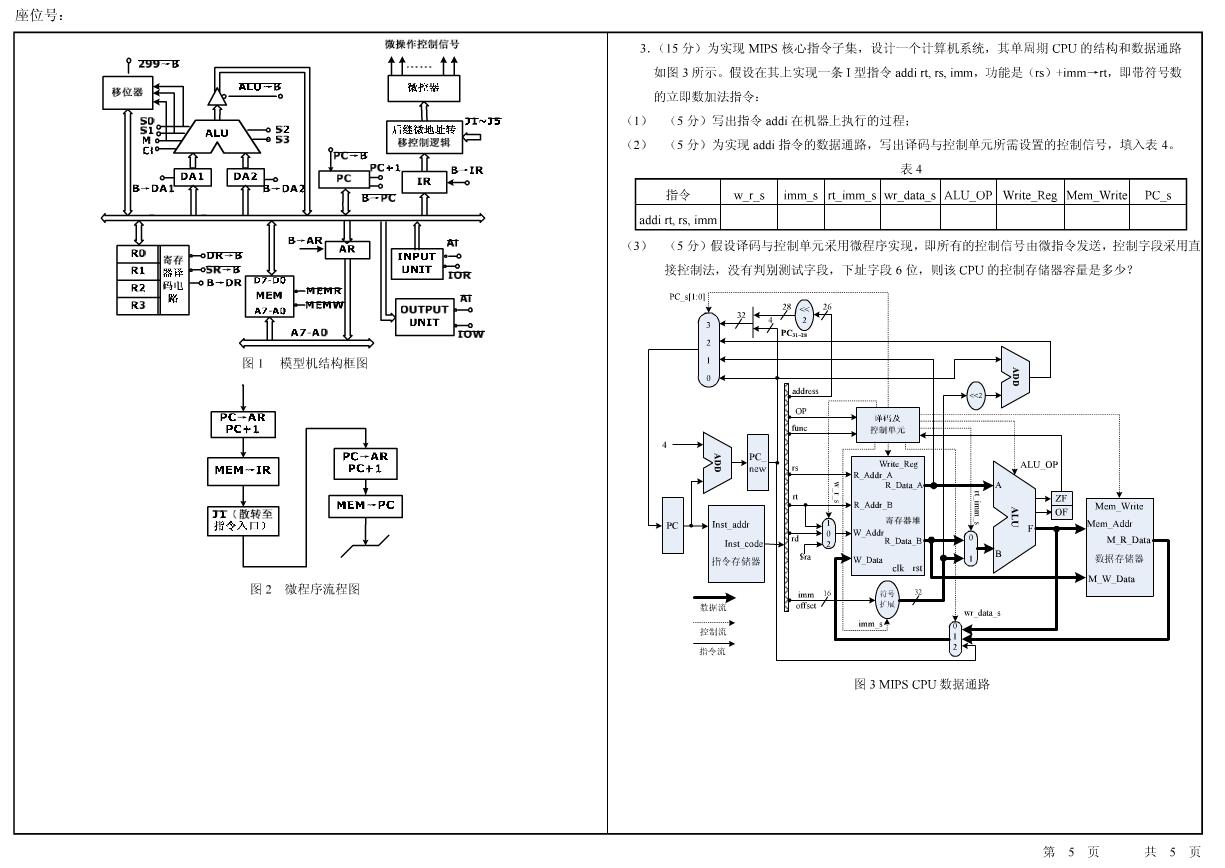 座位号：
微操作控制信号
299→B
移位器
ALU→B
......
微控器
S0
S1
M
CI
ALU
S2
S3
后继微地址转
移控制逻辑
J1~J5
PC→B
PC+1
PC
B→PC
IR
B→IR
DA1
DA2
B→DA1
B→DA2
R0
R1
R2
R3
寄存
器译
码电
路
DR→B
SR→B
B→DR
D7-D0
MEM
A7-A0
MEMR
MEMW
B→AR
AR
INPUT
UNIT
AI
IOR
OUTPUT
UNIT
AI
IOW
A7-A0
图 1 模型机结构框图
PC→AR
PC+1
MEM→IR
J1（散转至
指令入口）
PC→AR
PC+1
MEM→PC
图 2 微程序流程图
3．（15 分）为实现 MIPS 核心指令子集，设计一个计算机系统，其单周期 CPU 的结构和数据通路
如图 3 所示。假设在其上实现一条 I 型指令 addi rt, rs, imm，功能是（rs）+imm→rt，即带符号数
的立即数加法指令：
（1） （5 分）写出指令 addi 在机器上执行的过程；
（2） （5 分）为实现 addi 指令的数据通路，写出译码与控制单元所需设置的控制信号，填入表 4。
表 4
指令 w_r_s imm_s rt_imm_s wr_data_s ALU_OP Write_Reg Mem_Write PC_s
addi rt, rs, imm
（3） （5 分）假设译码与控制单元采用微程序实现，即所有的控制信号由微指令发送，控制字段采用直
接控制法，没有判别测试字段，下址字段 6 位，则该 CPU 的控制存储器容量是多少？
PC_s[1:0]
3
2
1
0
32
28
4
<<
2
26
PC31-28
ADD
<<2
address
OP
func
译码及
控制单元
4
ADD
PC_
new
PC
Inst_addr
Inst_code
指令存储器
rs
rt
rd
$ra
w_r_s
1
0
2
Write_Reg
R_Addr_A
R_Data_A
R_Addr_B
寄存器堆
W_Addr
R_Data_B
W_Data
clk rst
rt_imm_s
0
1
ALU_OP
A
ALU
F
B
ZF
OF
Mem_Write
Mem_Addr
M_R_Data
数据存储器
M_W_Data
imm
offset
16
符号
扩展
32
imm_s
wr_data_s
0
1
2
数据流
控制流
指令流
图 3 MIPS CPU 数据通路
第 5 页 共 5 页